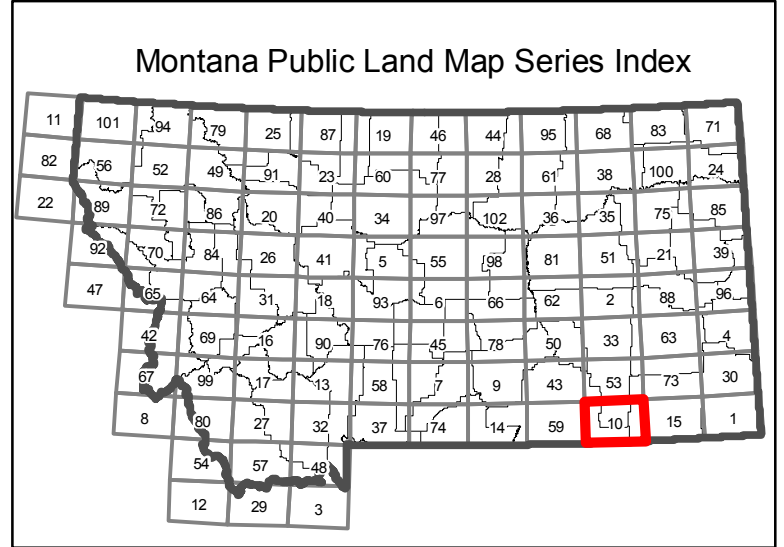 Montana Public Land Map Series Index
11 101 94 79 25 87 19 46 44 95 68 83 71
82 56 52 49 91 23 60 77 28 61 38 100 24
22 89 72 86 20 40 34 97 102 36 35 75 85
92 70 84 26 41 5 55 98 81 51 21 39
47 65 64 31 18 93 6 66 62 2 88 96
42 69 16 90 76 45 78 50 33 63 4
67 99 17 13 58 7 9 43 53 73 30
8 80 27 32 37 74 14 59 10 15 1
54 57 48
12 29 3